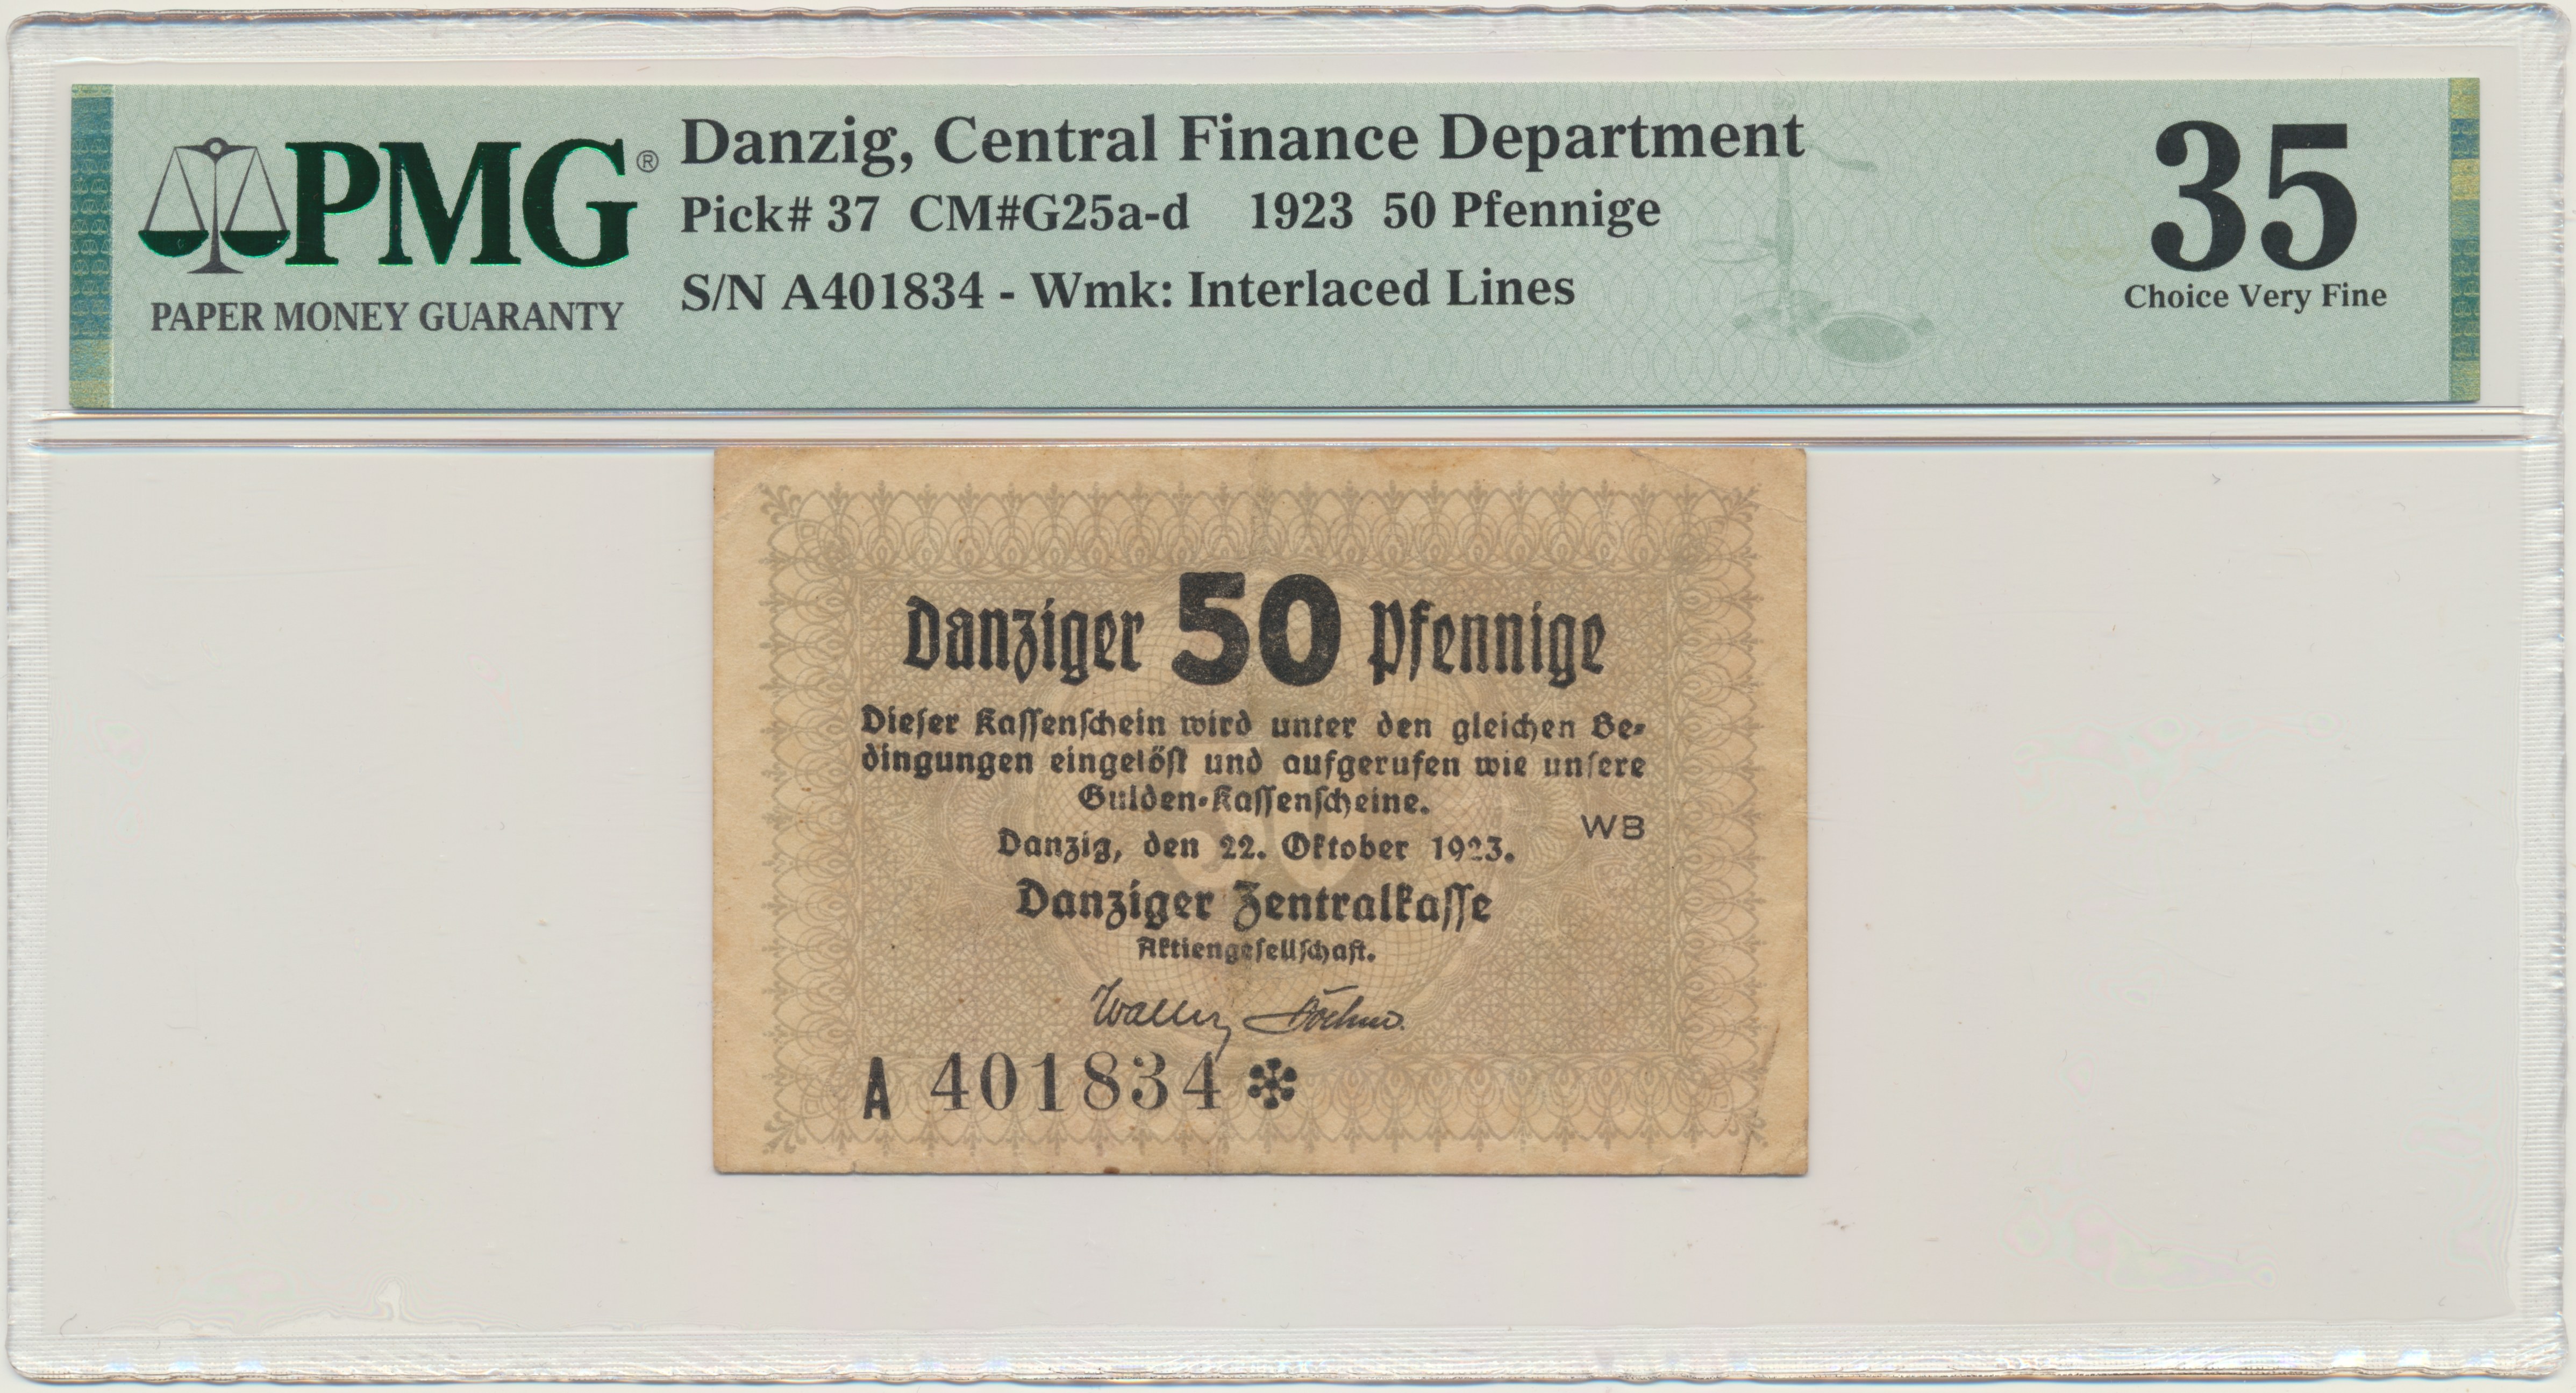 PMG®
PAPER MONEY GUARANTY
Danzig, Central Finance Department
Pick# 37 CM#G25a-d 1923 50 Pfennige
S/N A401834 - Wmk: Interlaced Lines
35
Choice Very Fine
Danziger 50 Pfennige
Dieser Kassenschein wird unter den gleichen Be-
dingungen eingelöst und aufgerufen wie unsere
Gulden-Kassenscheine.
WB
Danzig, den 22. Oktober 1923.
Danziger Zentralkasse
Aktiengesellschaft.
A 401834